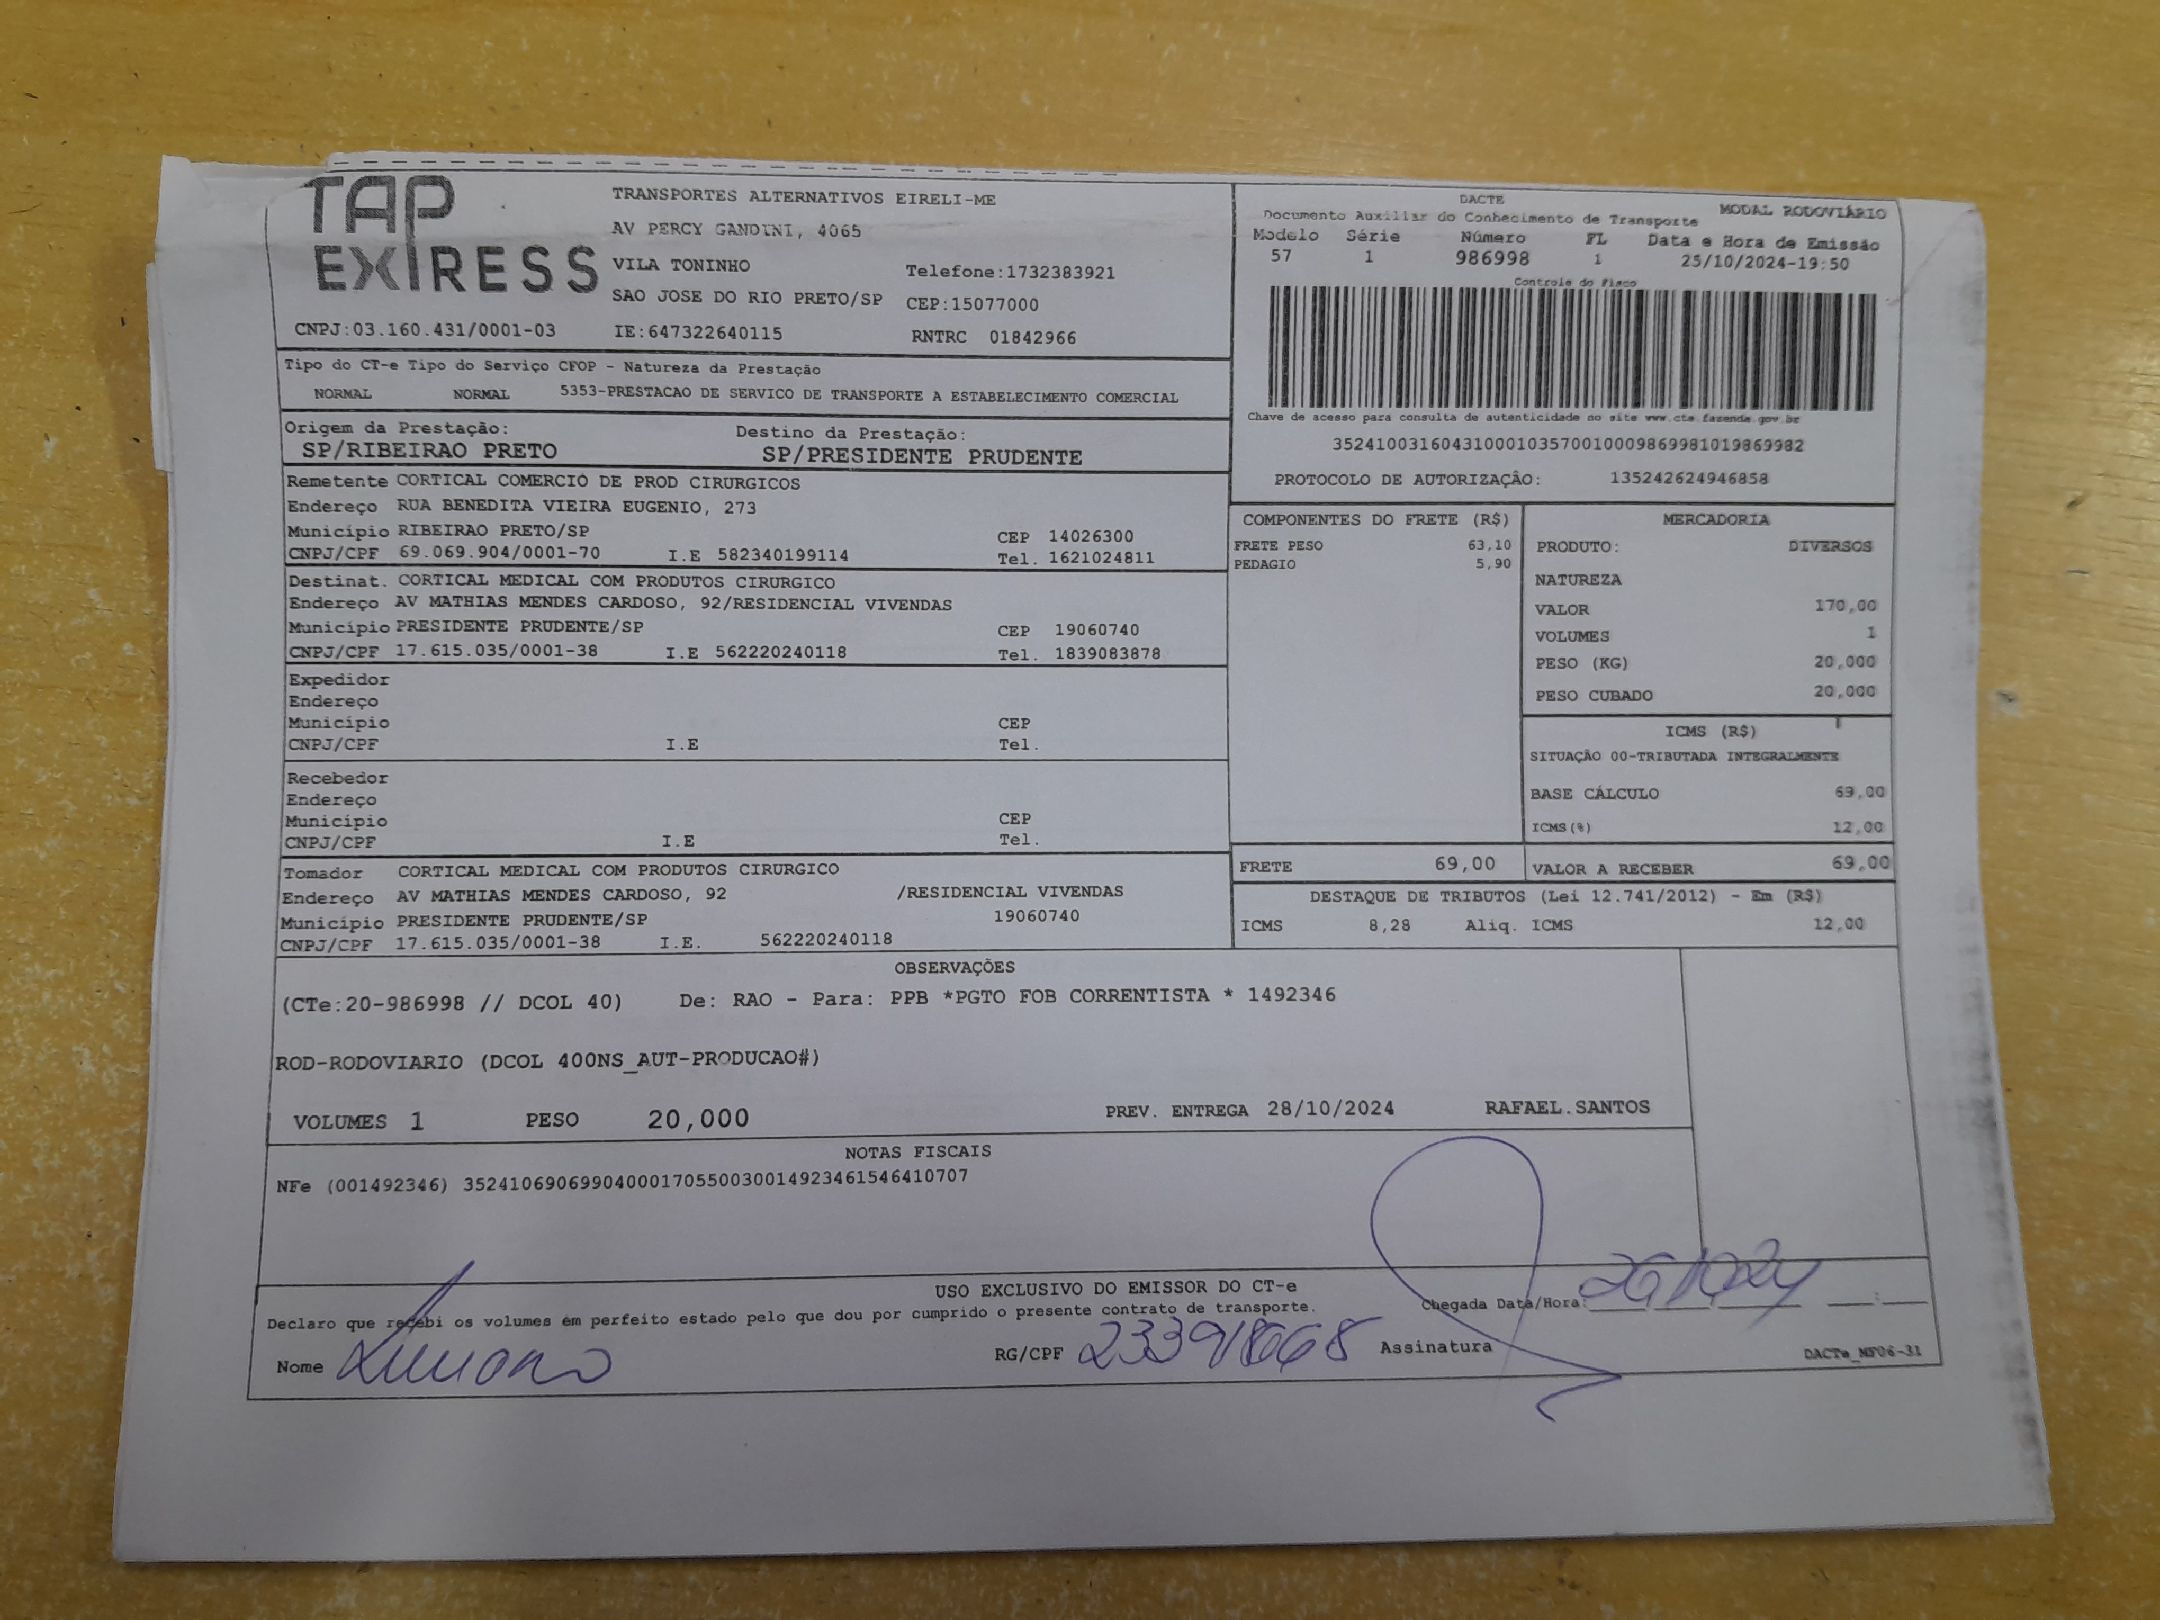 TAP
EXPRESS
TRANSPORTES ALTERNATIVOS EIRELI-ME
AV PERCY GANDINI, 4065
VILA TONINHO
Telefone:1732383921
SAO JOSE DO RIO PRETO/SP CEP:15077000
CNPJ:03.160.431/0001-03 IE:647322640115 RNTRC 01842966
DACTE
MODAL RODOVIÁRIO
Documento Auxiliar do Conhecimento de Transporte
Modelo Série Número FL Data e Hora de Emissão
57 1 986998 1 25/10/2024-19:50
Controle do Fisco
Chave de acesso para consulta de autenticidade no site www.cte.fazenda.gov.br
35241003160431000103570010009869981019869982
PROTOCOLO DE AUTORIZAÇÃO: 135242624946858
Tipo do CT-e Tipo do Serviço CFOP - Natureza da Prestação
NORMAL NORMAL 5353-PRESTACAO DE SERVICO DE TRANSPORTE A ESTABELECIMENTO COMERCIAL
Origem da Prestação: Destino da Prestação:
SP/RIBEIRAO PRETO SP/PRESIDENTE PRUDENTE
Remetente CORTICAL COMERCIO DE PROD CIRURGICOS
Endereço RUA BENEDITA VIEIRA EUGENIO, 273
Município RIBEIRAO PRETO/SP CEP 14026300
CNPJ/CPF 69.069.904/0001-70 I.E 582340199114 Tel. 1621024811
Destinat. CORTICAL MEDICAL COM PRODUTOS CIRURGICO
Endereço AV MATHIAS MENDES CARDOSO, 92/RESIDENCIAL VIVENDAS
Município PRESIDENTE PRUDENTE/SP CEP 19060740
CNPJ/CPF 17.615.035/0001-38 I.E 562220240118 Tel. 1839083878
Expedidor
Endereço
Município CEP
CNPJ/CPF I.E Tel.
Recebedor
Endereço
Município CEP
CNPJ/CPF I.E Tel.
Tomador CORTICAL MEDICAL COM PRODUTOS CIRURGICO
Endereço AV MATHIAS MENDES CARDOSO, 92 /RESIDENCIAL VIVENDAS
Município PRESIDENTE PRUDENTE/SP 19060740
CNPJ/CPF 17.615.035/0001-38 I.E. 562220240118
COMPONENTES DO FRETE (R$)
FRETE PESO 63,10
PEDAGIO 5,90
MERCADORIA
PRODUTO: DIVERSOS
NATUREZA
VALOR 170,00
VOLUMES 1
PESO (KG) 20,000
PESO CUBADO 20,000
ICMS (R$)
SITUAÇÃO 00-TRIBUTADA INTEGRALMENTE
BASE CÁLCULO 69,00
ICMS(%) 12,00
FRETE 69,00 VALOR A RECEBER 69,00
DESTAQUE DE TRIBUTOS (Lei 12.741/2012) - Em (R$)
ICMS 8,28 Aliq. ICMS 12,00
OBSERVAÇÕES
(CTe:20-986998 // DCOL 40) De: RAO - Para: PPB *PGTO FOB CORRENTISTA * 1492346
ROD-RODOVIARIO (DCOL 400NS_AUT-PRODUCAO#)
VOLUMES 1 PESO 20,000 PREV. ENTREGA 28/10/2024 RAFAEL.SANTOS
NOTAS FISCAIS
NFe (001492346) 35241069069904000170550030014923461546410707
USO EXCLUSIVO DO EMISSOR DO CT-e
Declaro que recebi os volumes em perfeito estado pelo que dou por cumprido o presente contrato de transporte.
Chegada Data/Hora:
Nome RG/CPF Assinatura
DACTe_MF06-31